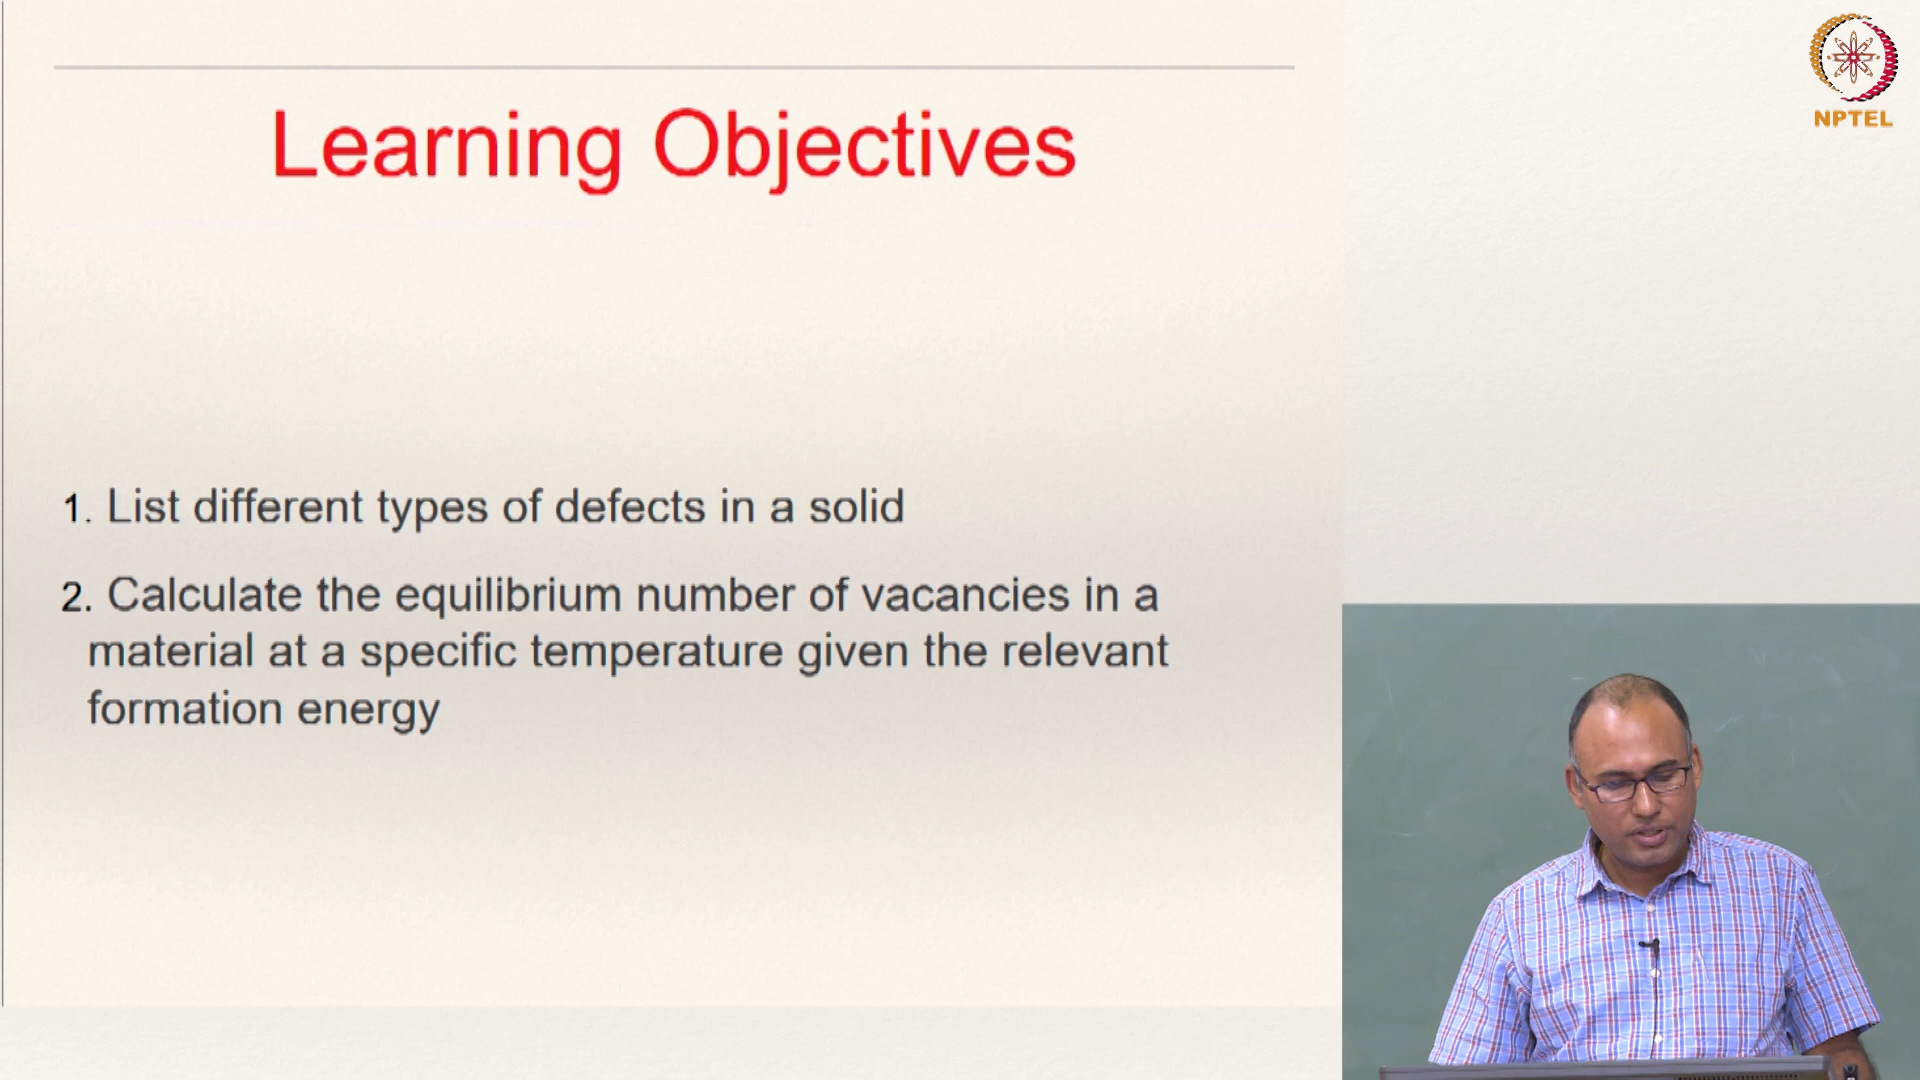 Learning Objectives
NPTEL
1. List different types of defects in a solid
2. Calculate the equilibrium number of vacancies in a
material at a specific temperature given the relevant
formation energy